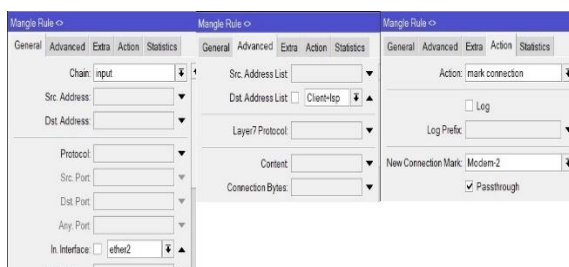 Mangle Rule <>
General Advanced Extra Action Statistics
Chain: input
Src. Address:
Dst. Address:
Protocol:
Src. Port:
Dst. Port:
Any. Port:
In. Interface: ether2
Mangle Rule <>
General Advanced Extra Action Statistics
Src. Address List:
Dst. Address List: Client+Isp
Layer7 Protocol:
Content:
Connection Bytes:
Mangle Rule <>
General Advanced Extra Action Statistics
Action: mark connection
Log
Log Prefix:
New Connection Mark: Modem-2
Passthrough